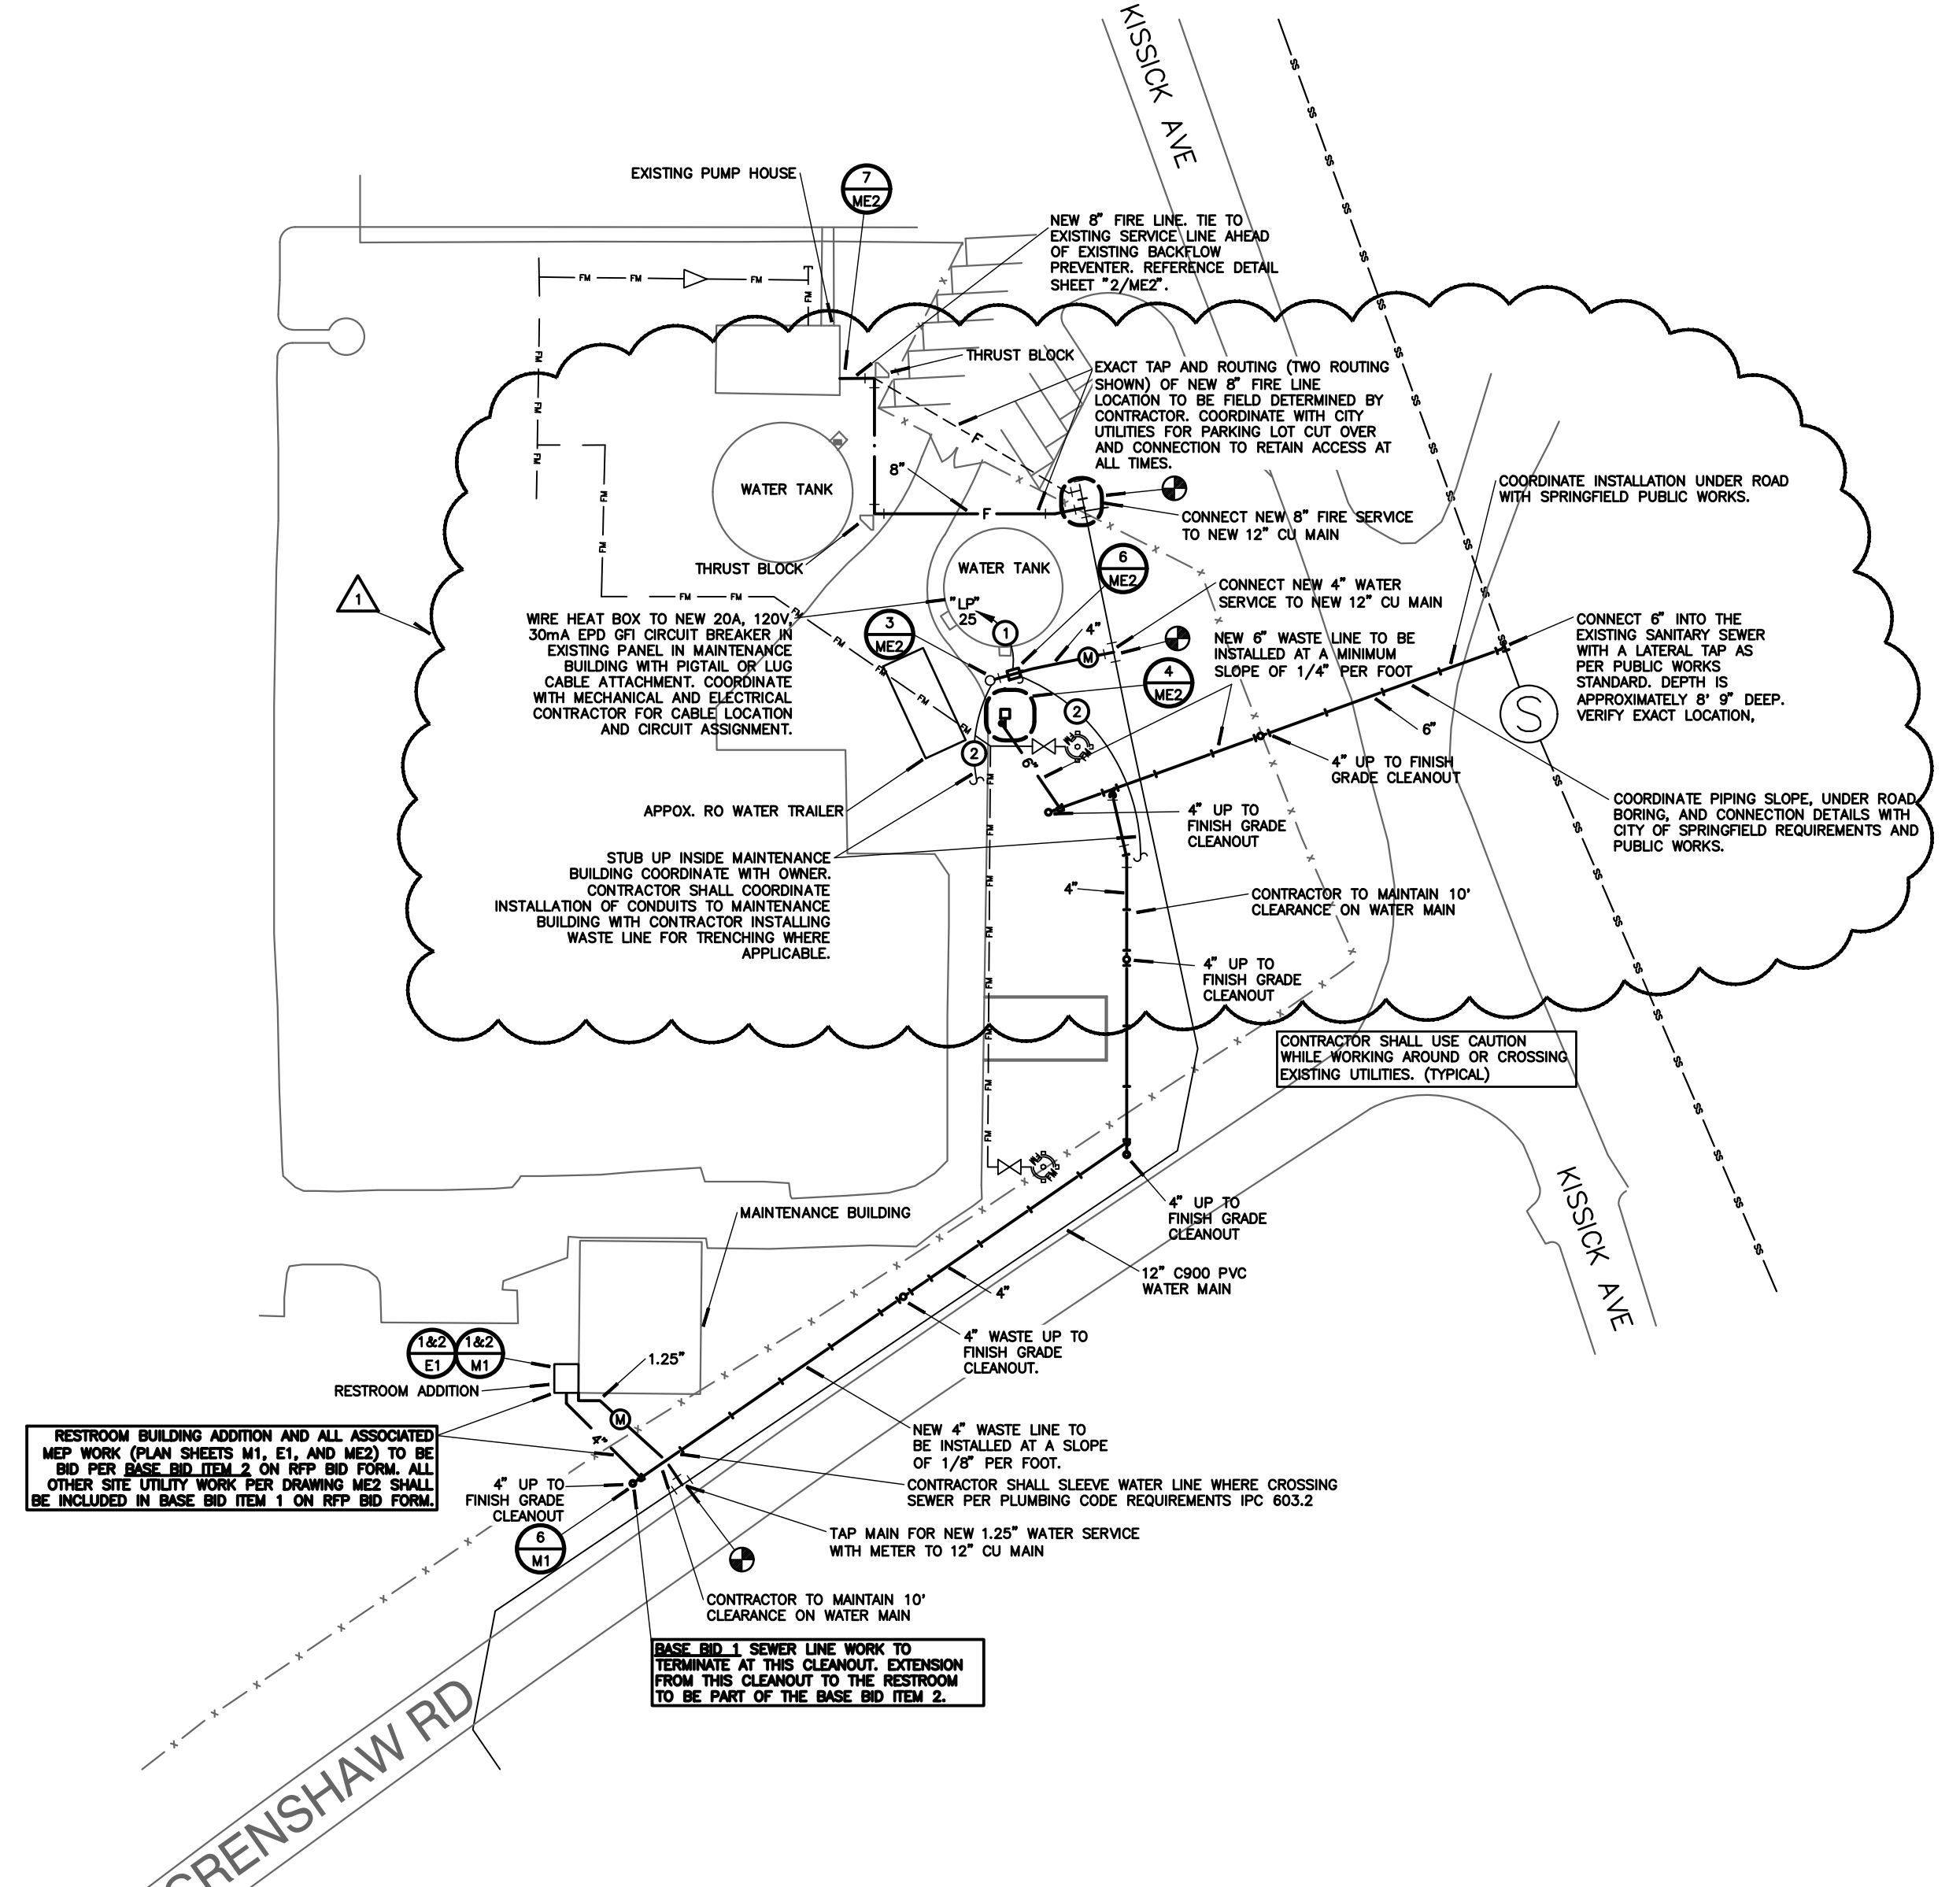 KISSICK AVE
EXISTING PUMP HOUSE
7
ME2
NEW 8" FIRE LINE. TIE TO
EXISTING SERVICE LINE AHEAD
OF EXISTING BACKFLOW
PREVENTER. REFERENCE DETAIL
SHEET "2/ME2".
THRUST BLOCK
EXACT TAP AND ROUTING (TWO ROUTING
SHOWN) OF NEW 8" FIRE LINE
LOCATION TO BE FIELD DETERMINED BY
CONTRACTOR. COORDINATE WITH CITY
UTILITIES FOR PARKING LOT CUT OVER
AND CONNECTION TO RETAIN ACCESS AT
ALL TIMES.
F
8"
WATER TANK
F
COORDINATE INSTALLATION UNDER ROAD
WITH SPRINGFIELD PUBLIC WORKS.
CONNECT NEW 8" FIRE SERVICE
TO NEW 12" CU MAIN
THRUST BLOCK
WATER TANK
6
ME2
1
CONNECT NEW 4" WATER
SERVICE TO NEW 12" CU MAIN
WIRE HEAT BOX TO NEW 20A, 120V,
30mA EPD GFI CIRCUIT BREAKER IN
EXISTING PANEL IN MAINTENANCE
BUILDING WITH PIGTAIL OR LUG
CABLE ATTACHMENT. COORDINATE
WITH MECHANICAL AND ELECTRICAL
CONTRACTOR FOR CABLE LOCATION
AND CIRCUIT ASSIGNMENT.
"LP"
25
3
ME2
1
4"
M
NEW 6" WASTE LINE TO BE
INSTALLED AT A MINIMUM
SLOPE OF 1/4" PER FOOT
4
ME2
CONNECT 6" INTO THE
EXISTING SANITARY SEWER
WITH A LATERAL TAP AS
PER PUBLIC WORKS
STANDARD. DEPTH IS
APPROXIMATELY 8' 9" DEEP.
VERIFY EXACT LOCATION,
S
2
2
6"
6"
4" UP TO FINISH
GRADE CLEANOUT
APPOX. RO WATER TRAILER
4" UP TO
FINISH GRADE
CLEANOUT
COORDINATE PIPING SLOPE, UNDER ROAD
BORING, AND CONNECTION DETAILS WITH
CITY OF SPRINGFIELD REQUIREMENTS AND
PUBLIC WORKS.
STUB UP INSIDE MAINTENANCE
BUILDING COORDINATE WITH OWNER.
CONTRACTOR SHALL COORDINATE
INSTALLATION OF CONDUITS TO MAINTENANCE
BUILDING WITH CONTRACTOR INSTALLING
WASTE LINE FOR TRENCHING WHERE
APPLICABLE.
4"
CONTRACTOR TO MAINTAIN 10'
CLEARANCE ON WATER MAIN
4" UP TO
FINISH GRADE
CLEANOUT
CONTRACTOR SHALL USE CAUTION
WHILE WORKING AROUND OR CROSSING
EXISTING UTILITIES. (TYPICAL)
KISSICK AVE
MAINTENANCE BUILDING
4" UP TO
FINISH GRADE
CLEANOUT
12" C900 PVC
WATER MAIN
4"
4" WASTE UP TO
FINISH GRADE
CLEANOUT.
1&2
E1
1&2
M1
1.25"
RESTROOM ADDITION
M
4"
RESTROOM BUILDING ADDITION AND ALL ASSOCIATED
MEP WORK (PLAN SHEETS M1, E1, AND ME2) TO BE
BID PER BASE BID ITEM 2 ON RFP BID FORM. ALL
OTHER SITE UTILITY WORK PER DRAWING ME2 SHALL
BE INCLUDED IN BASE BID ITEM 1 ON RFP BID FORM.
NEW 4" WASTE LINE TO
BE INSTALLED AT A SLOPE
OF 1/8" PER FOOT.
4" UP TO
FINISH GRADE
CLEANOUT
CONTRACTOR SHALL SLEEVE WATER LINE WHERE CROSSING
SEWER PER PLUMBING CODE REQUIREMENTS IPC 603.2
6
M1
TAP MAIN FOR NEW 1.25" WATER SERVICE
WITH METER TO 12" CU MAIN
CONTRACTOR TO MAINTAIN 10'
CLEARANCE ON WATER MAIN
BASE BID 1 SEWER LINE WORK TO
TERMINATE AT THIS CLEANOUT. EXTENSION
FROM THIS CLEANOUT TO THE RESTROOM
TO BE PART OF THE BASE BID ITEM 2.
GRENSHAW RD